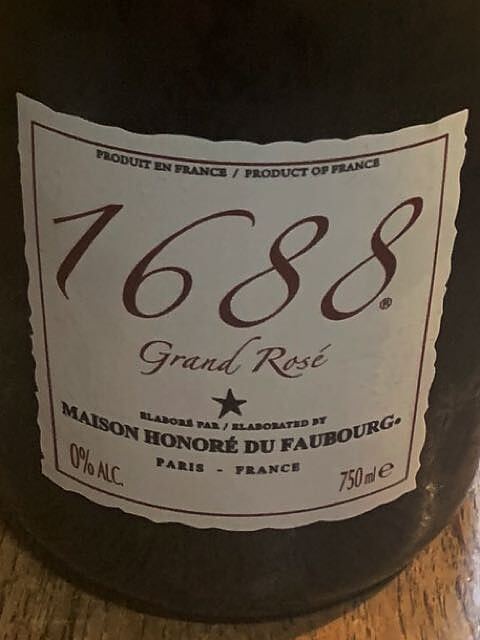 PRODUIT EN FRANCE / PRODUCT OF FRANCE
1688®
Grand Rosé
ELABORÉ PAR / ELABORATED BY
MAISON HONORÉ DU FAUBOURG.
PARIS - FRANCE
0% ALC.
750 ml e